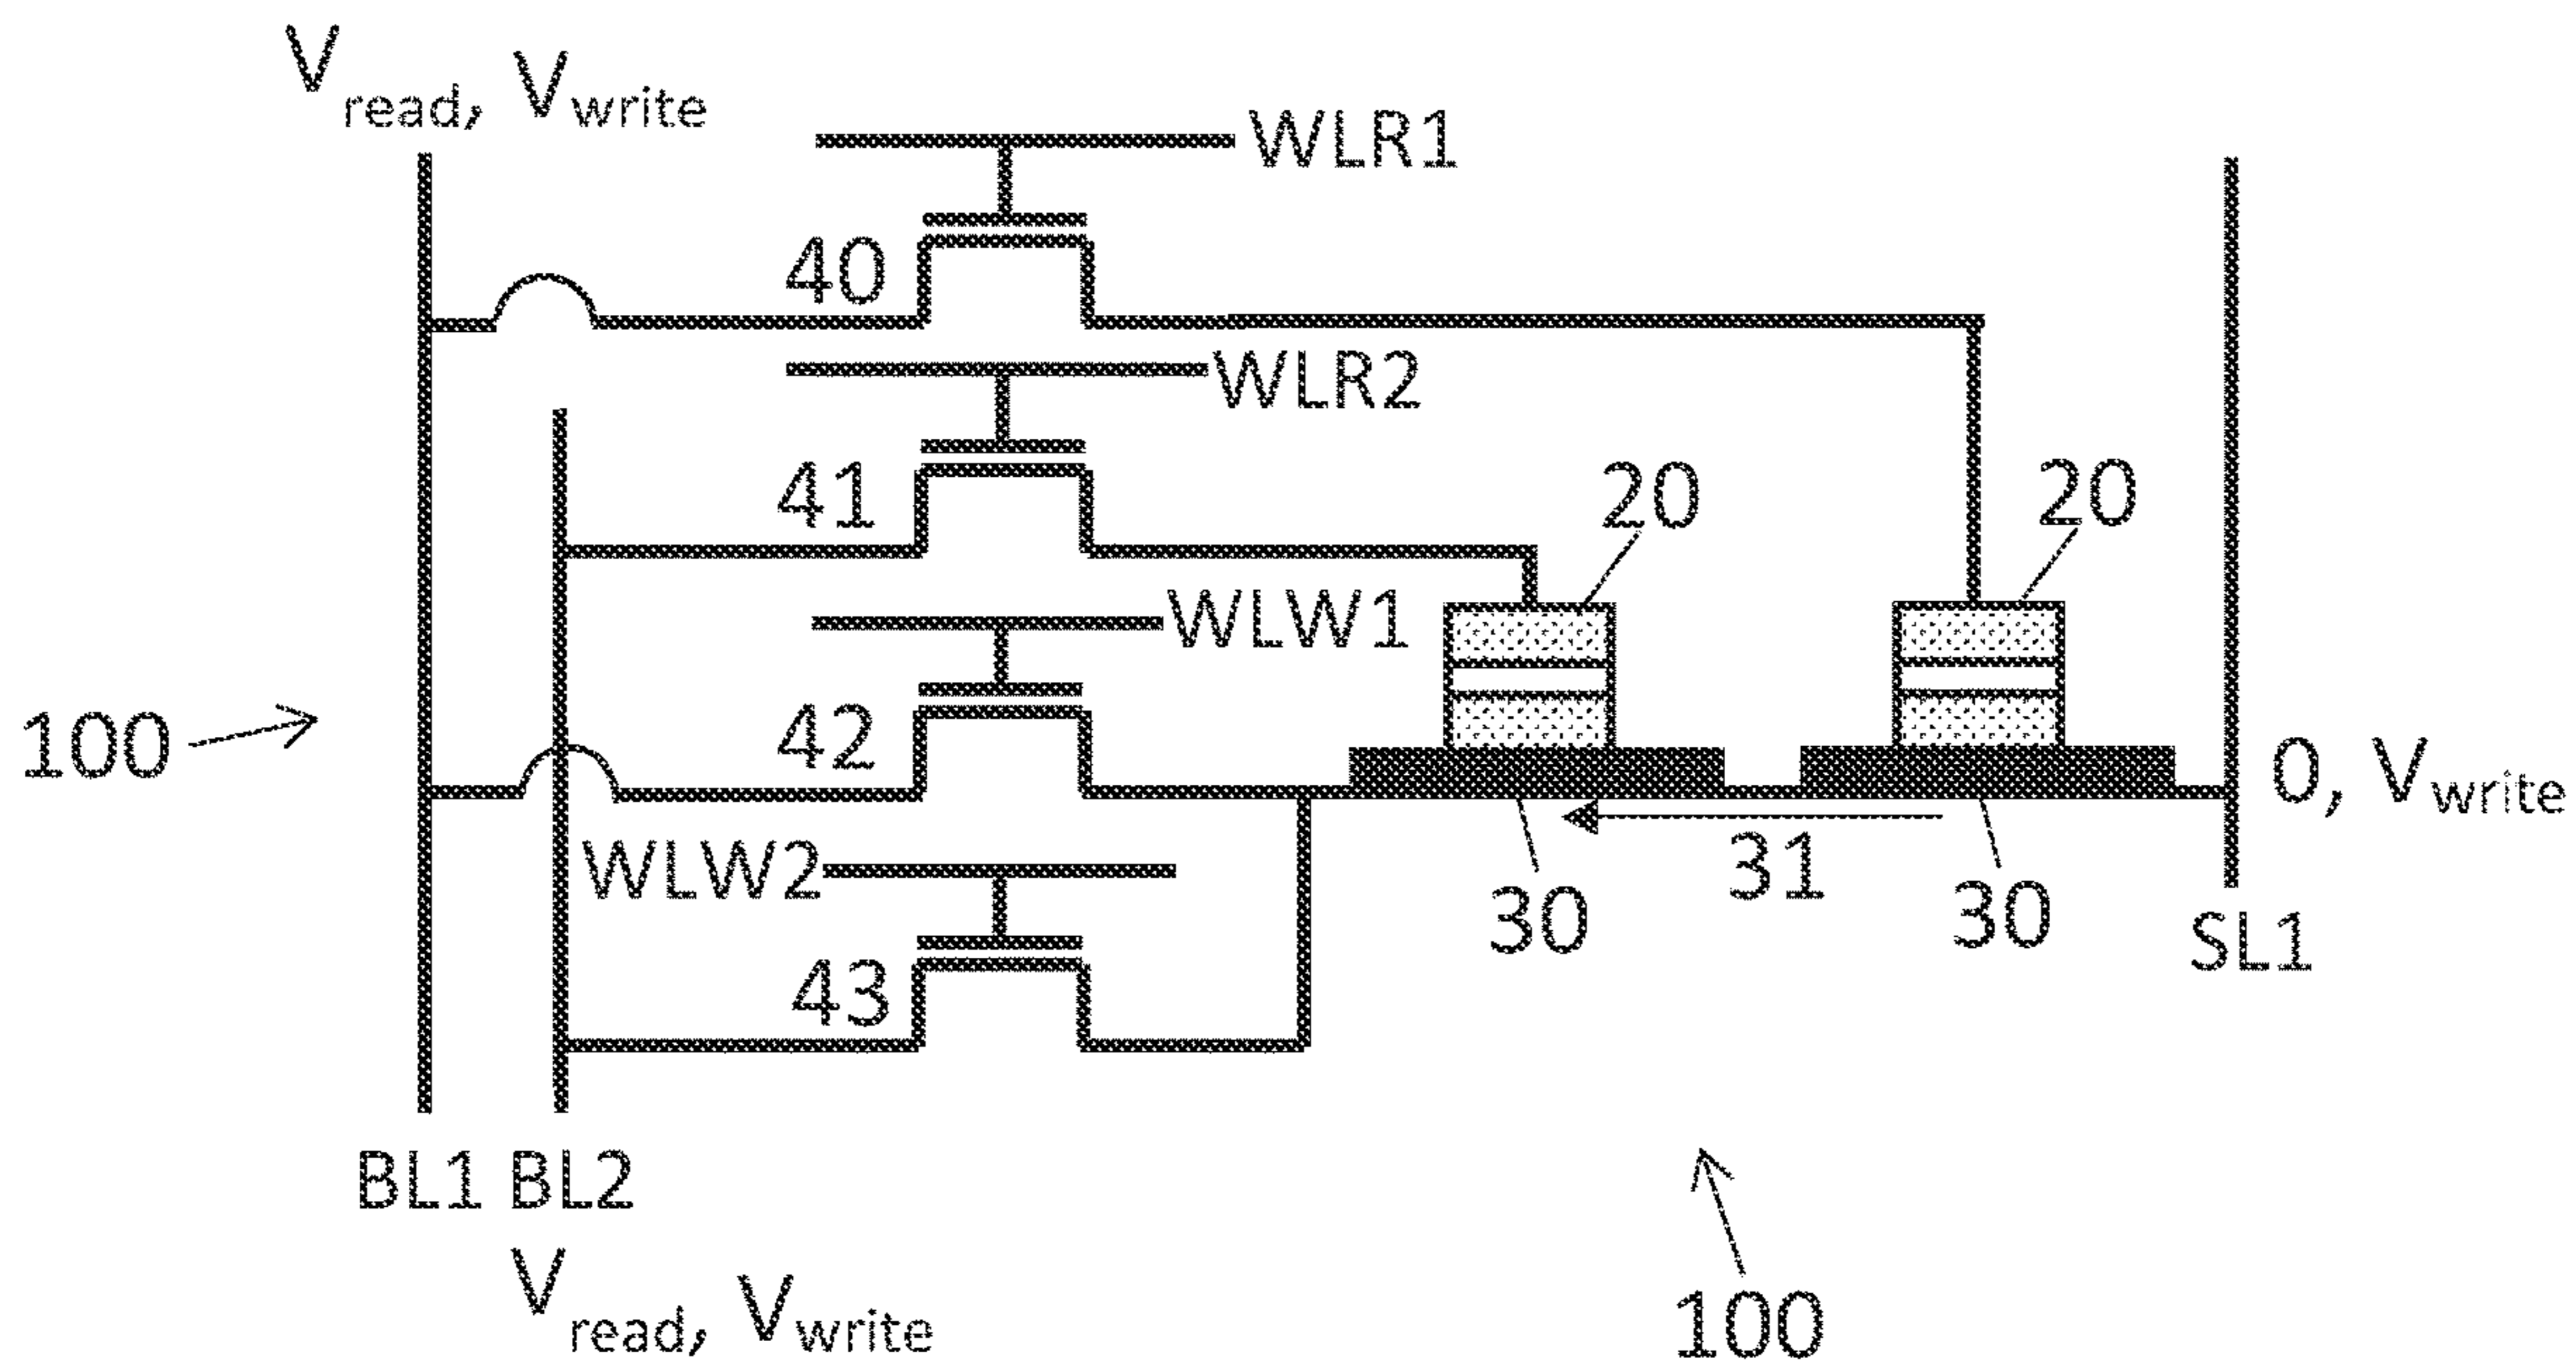 Vread, Vwrite
WLR1
40
WLR2
41
20
20
WLW1
100
42
0, Vwrite
WLW2
31
30
30
SL1
43
BL1 BL2
Vread, Vwrite
100